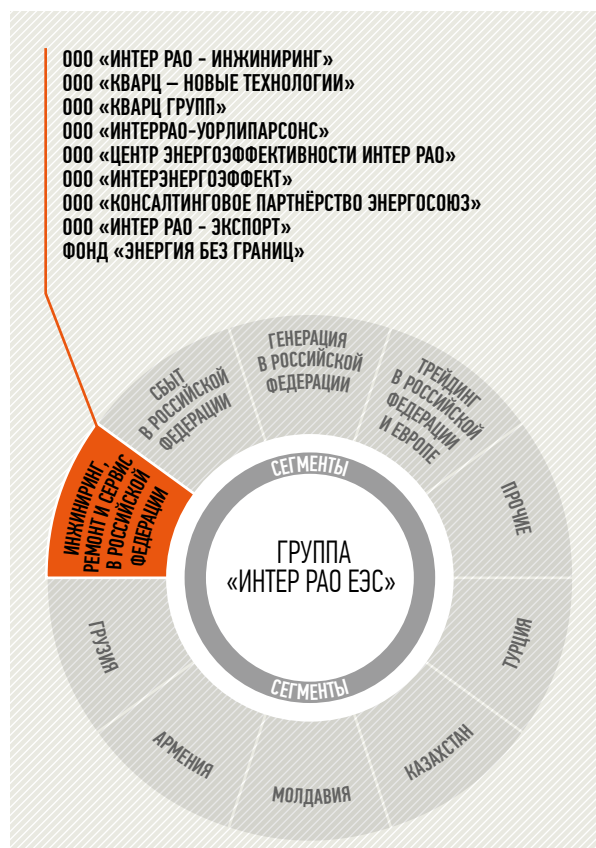 ООО «ИНТЕР РАО - ИНЖИНИРИНГ»
ООО «КВАРЦ – НОВЫЕ ТЕХНОЛОГИИ»
ООО «КВАРЦ ГРУПП»
ООО «ИНТЕРРАО-УОРЛИПАРСОНС»
ООО «ЦЕНТР ЭНЕРГОЭФФЕКТИВНОСТИ ИНТЕР РАО»
ООО «ИНТЕРЭНЕРГОЭФФЕКТ»
ООО «КОНСАЛТИНГОВОЕ ПАРТНЁРСТВО ЭНЕРГОСОЮЗ»
ООО «ИНТЕР РАО - ЭКСПОРТ»
ФОНД «ЭНЕРГИЯ БЕЗ ГРАНИЦ»
ИНЖИНИРИНГ,
РЕМОНТ И СЕРВИС
В РОССИЙСКОЙ
ФЕДЕРАЦИИ
СБЫТ
В РОССИЙСКОЙ
ФЕДЕРАЦИИ
ГЕНЕРАЦИЯ
В РОССИЙСКОЙ
ФЕДЕРАЦИИ
ТРЕЙДИНГ
В РОССИЙСКОЙ
ФЕДЕРАЦИИ
И ЕВРОПЕ
ПРОЧИЕ
ТУРЦИЯ
КАЗАХСТАН
МОЛДАВИЯ
АРМЕНИЯ
ГРУЗИЯ
СЕГМЕНТЫ
ГРУППА
«ИНТЕР РАО ЕЭС»
СЕГМЕНТЫ